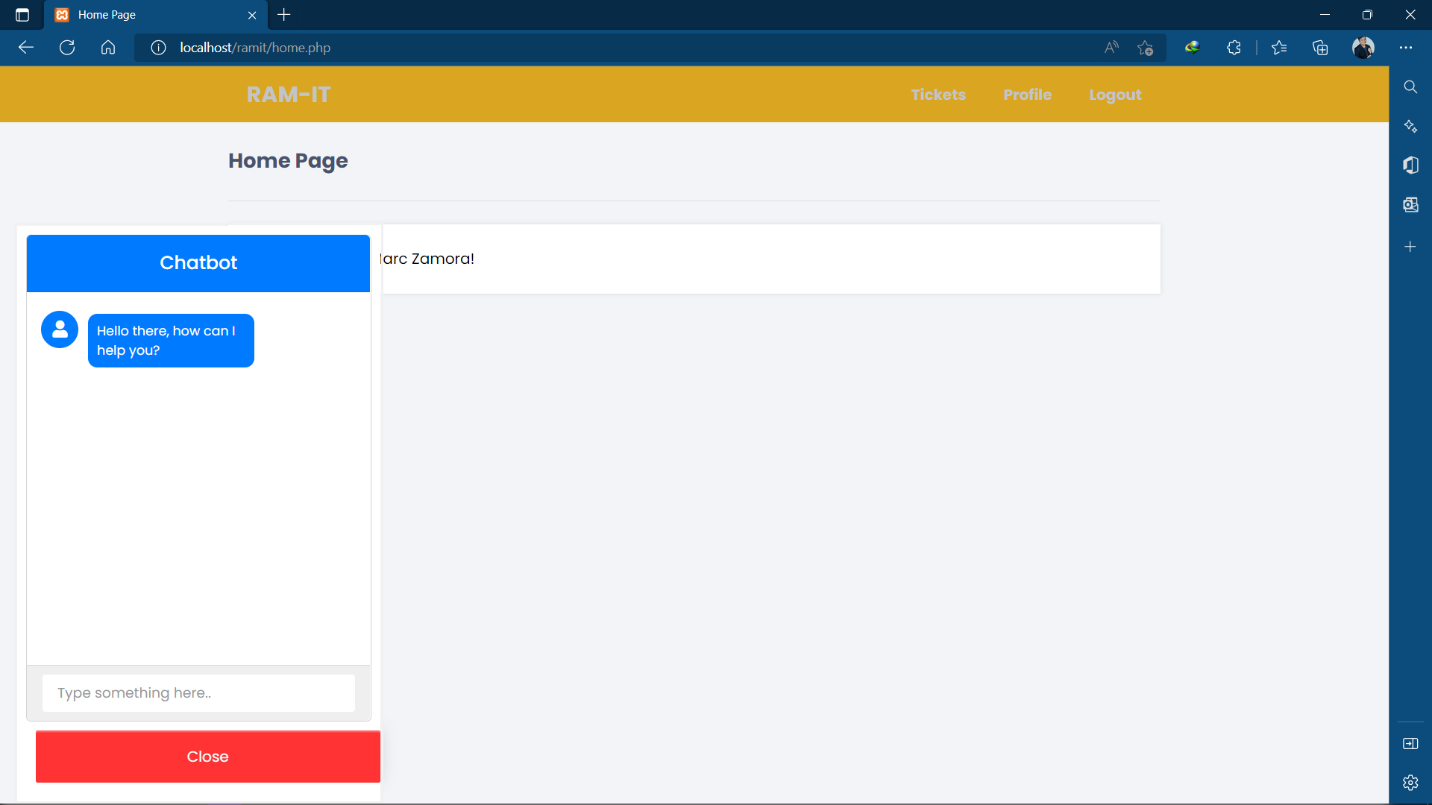 Home Page
localhost/ramit/home.php
RAM-IT
Tickets Profile Logout
Home Page
arc Zamora!
Chatbot
Hello there, how can I
help you?
Type something here..
Close